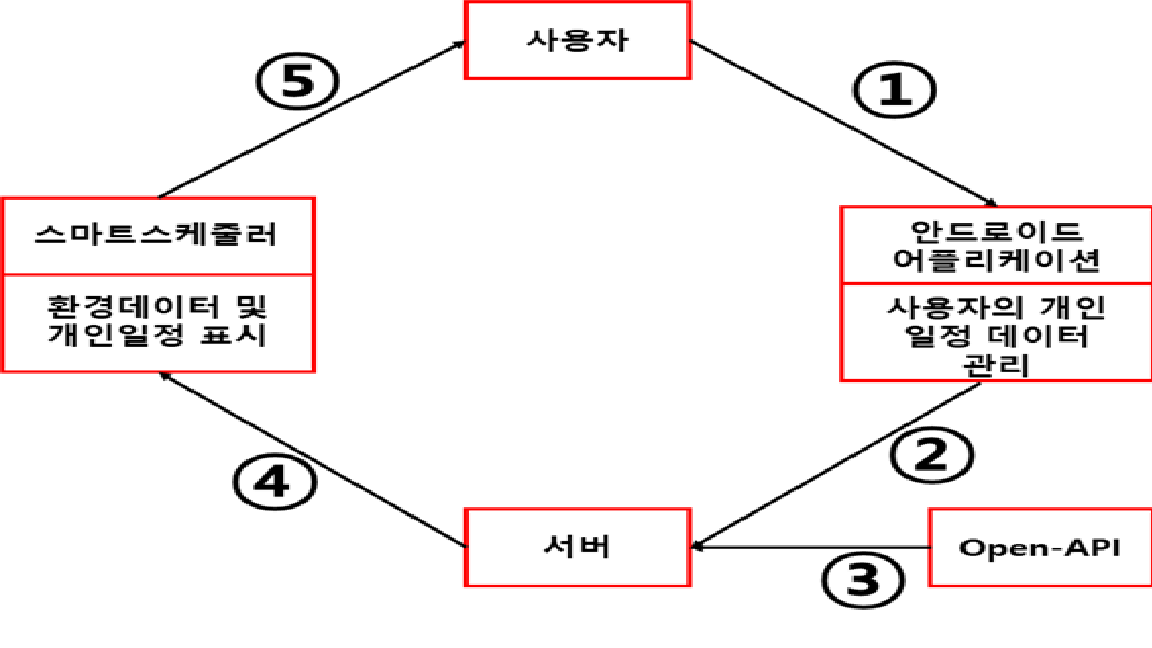 사용자
⑤
①
스마트스케줄러
환경데이터 및
개인일정 표시
안드로이드
어플리케이션
사용자의 개인
일정 데이터
관리
④
②
서버
Open-API
③